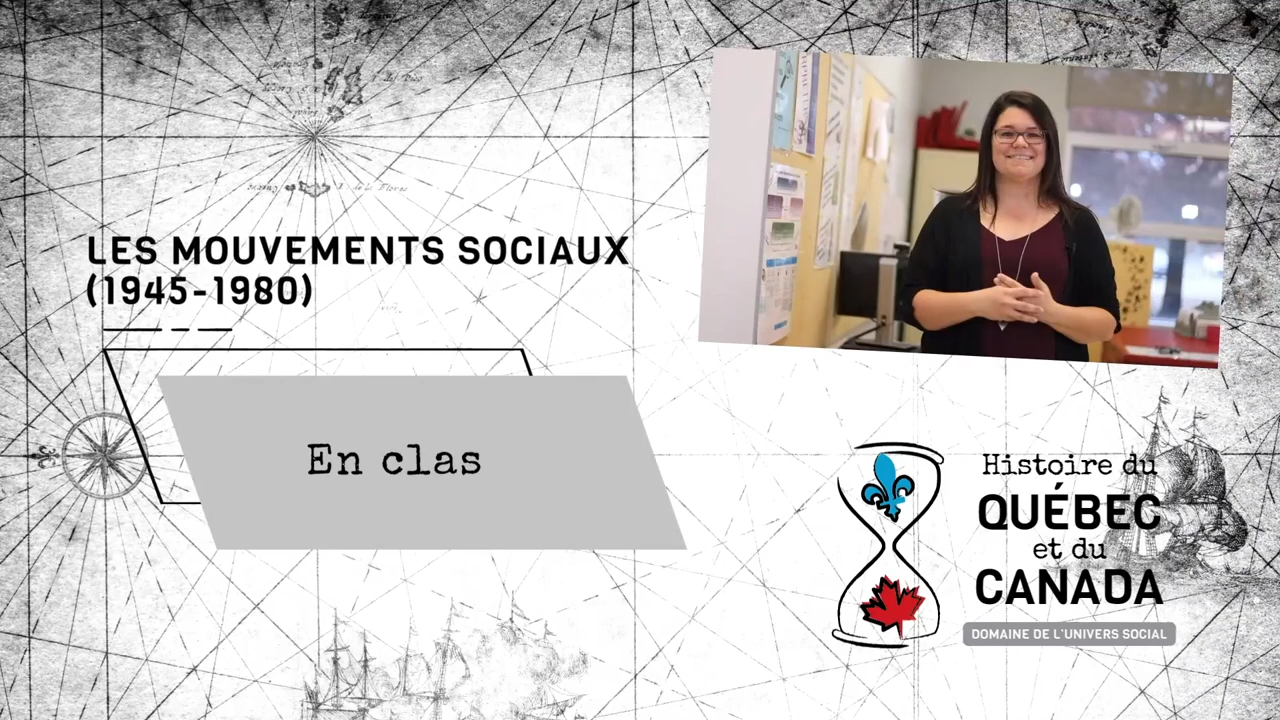 LES MOUVEMENTS SOCIAUX
(1945-1980)
En clas
Histoire du
QUÉBEC
et du
CANADA
DOMAINE DE L'UNIVERS SOCIAL